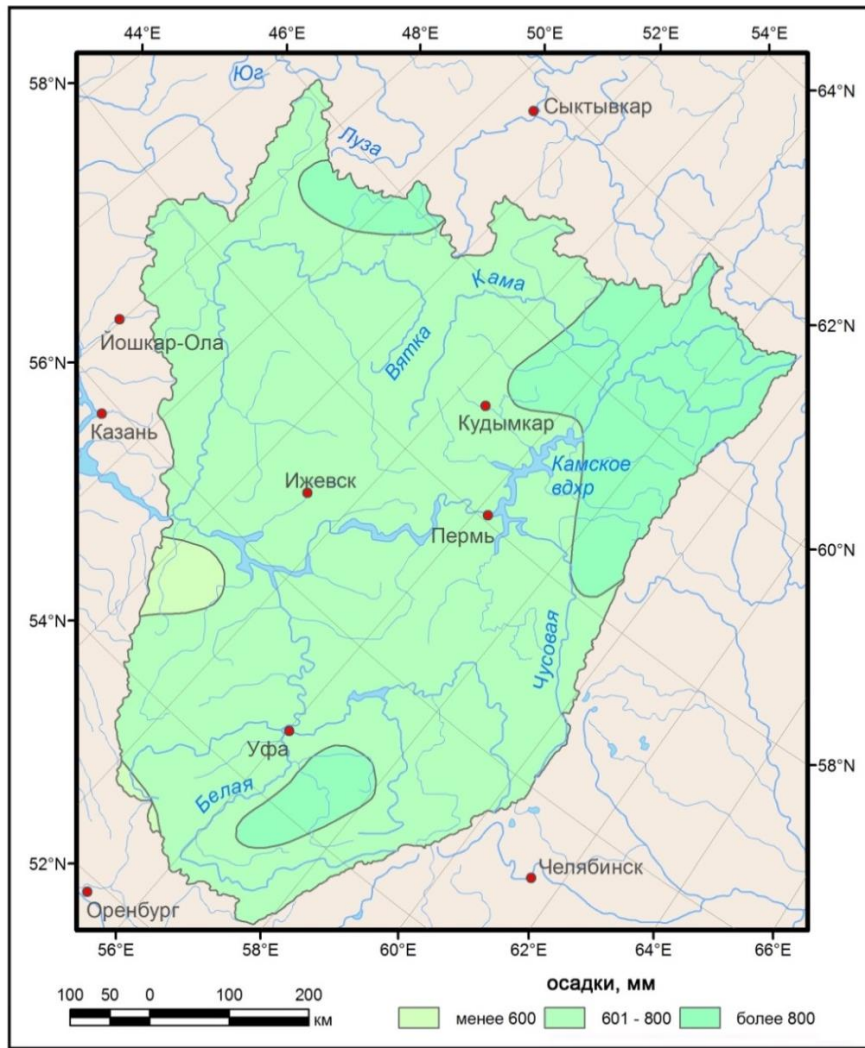 44°E 46°E 48°E 50°E 52°E 54°E
58°N
64°N
Юг
Сыктывкар
Луза
Кама
62°N
Йошкар-Ола
Вятка
56°N
Кудымкар
Казань
Камское
вдхр
Ижевск
Пермь
60°N
54°N
Чусовая
Уфа
58°N
Белая
52°N
Челябинск
Оренбург
56°E 58°E 60°E 62°E 64°E 66°E
осадки, мм
100 50 0 100 200
км
менее 600 601 - 800 более 800